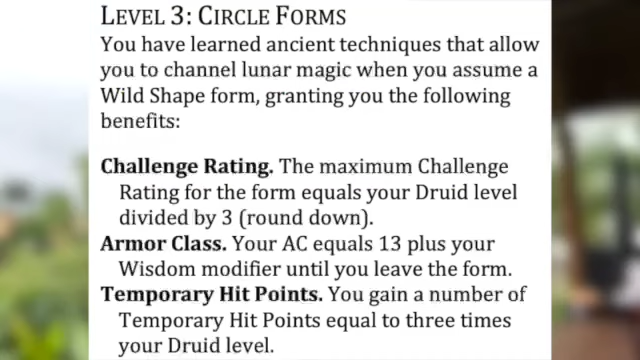 LEVEL 3: CIRCLE FORMS
You have learned ancient techniques that allow
you to channel lunar magic when you assume a
Wild Shape form, granting you the following
benefits:
Challenge Rating. The maximum Challenge
Rating for the form equals your Druid level
divided by 3 (round down).
Armor Class. Your AC equals 13 plus your
Wisdom modifier until you leave the form.
Temporary Hit Points. You gain a number of
Temporary Hit Points equal to three times
your Druid level.